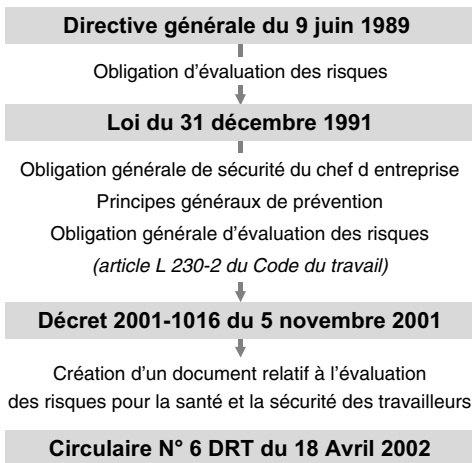 Directive générale du 9 juin 1989
Obligation d'évaluation des risques
Loi du 31 décembre 1991
Obligation générale de sécurité du chef d entreprise
Principes généraux de prévention
Obligation générale d'évaluation des risques
(article L 230-2 du Code du travail)
Décret 2001-1016 du 5 novembre 2001
Création d'un document relatif à l'évaluation
des risques pour la santé et la sécurité des travailleurs
Circulaire N° 6 DRT du 18 Avril 2002